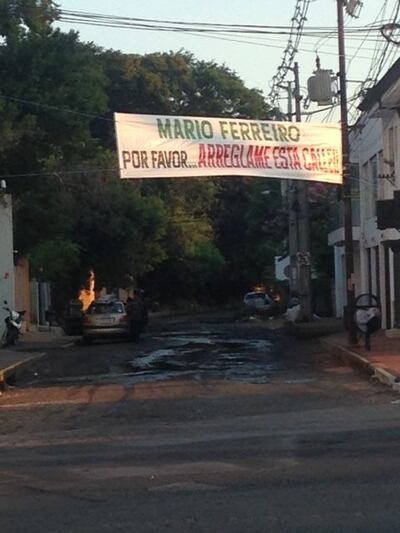 MARIO FERREIRO
POR FAVOR... ARREGLAME ESTA CALLE!!